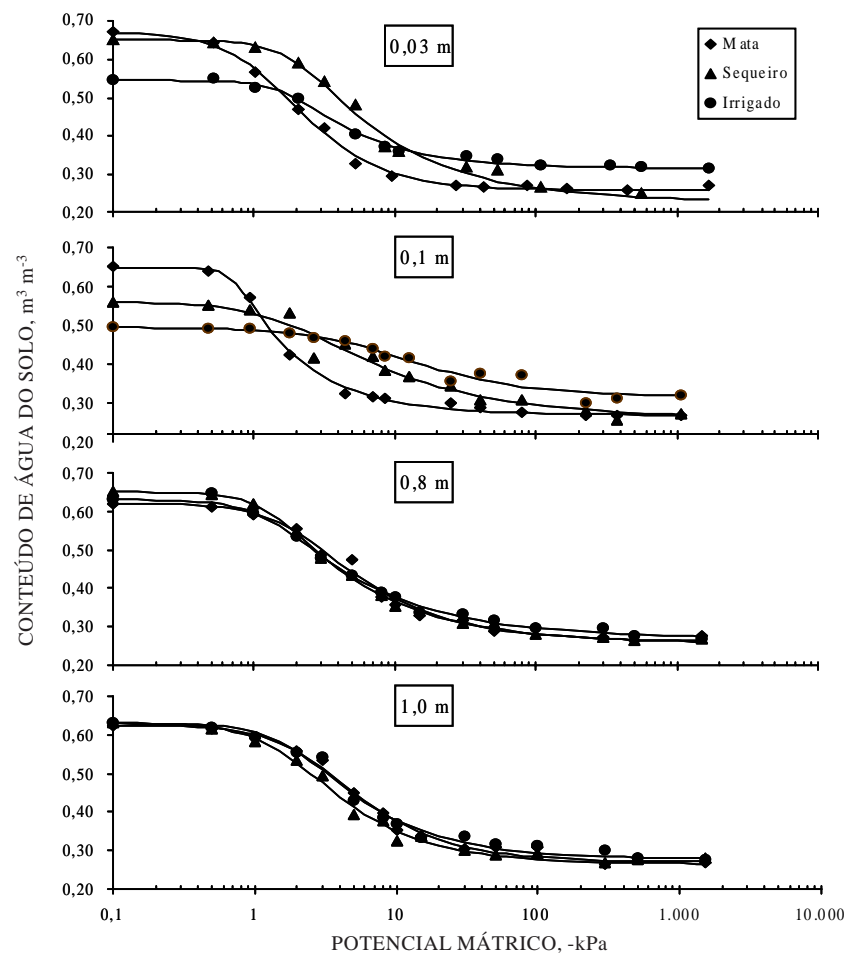 CONTEÚDO DE ÁGUA DO SOLO, m³ m⁻³
0,70
0,60
0,50
0,40
0,30
0,20
0,03 m
Mata
Sequeiro
Irrigado
0,70
0,60
0,50
0,40
0,30
0,20
0,1 m
0,70
0,60
0,50
0,40
0,30
0,20
0,8 m
0,70
0,60
0,50
0,40
0,30
0,20
1,0 m
0,1 1 10 100 1.000 10.000
POTENCIAL MÁTRICO, -kPa